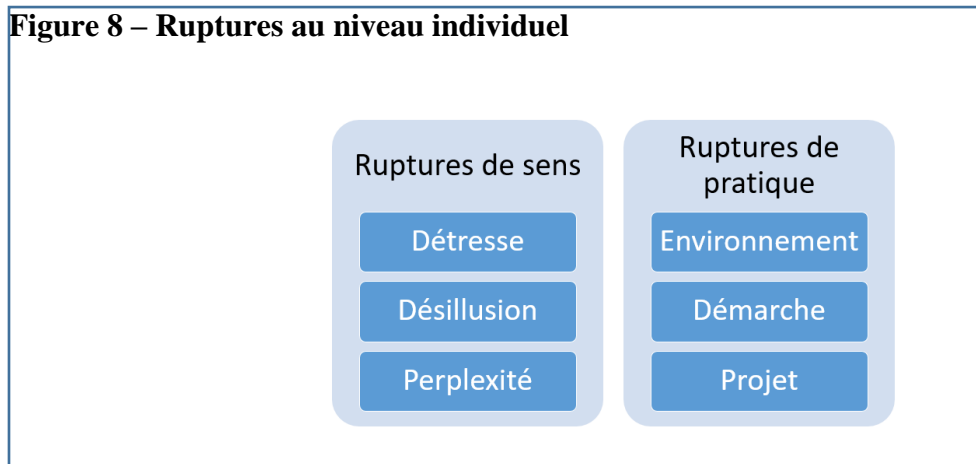 Figure 8 – Ruptures au niveau individuel
Ruptures de sens
Détresse
Désillusion
Perplexité
Ruptures de
pratique
Environnement
Démarche
Projet